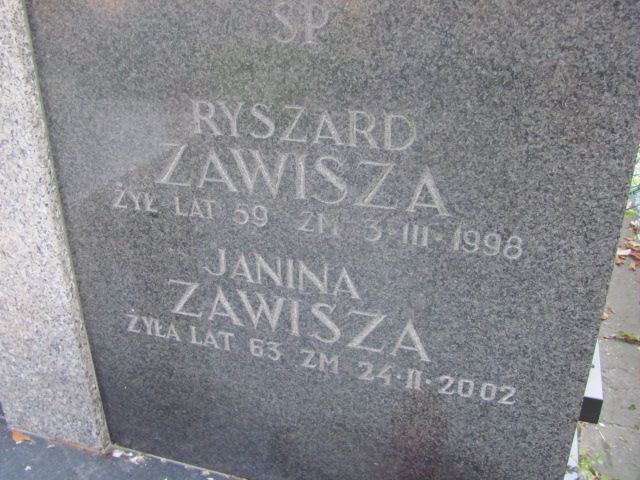 SP
RYSZARD
ZAWISZA
ŻYŁ LAT 59 ZM 3·III·1998
JANINA
ZAWISZA
ŻYŁA LAT 63 ZM 24·II·2002